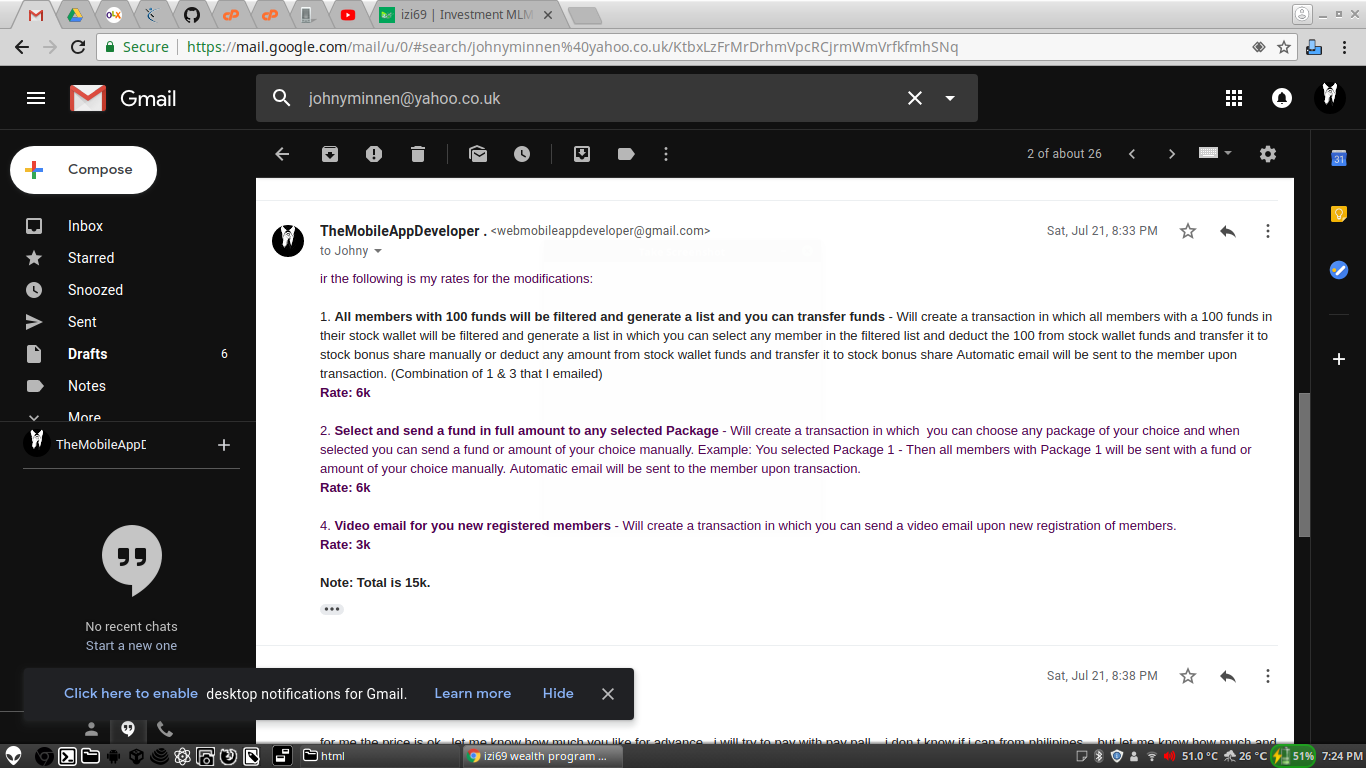 izi69 | Investment MLM
Secure
https://mail.google.com/mail/u/0/#search/johnyminnen%40yahoo.co.uk/KtbxLzFrMrDrhmVpcRCJrmWmVrfkfmhSNq
Gmail
johnyminnen@yahoo.co.uk
Compose
2 of about 26
Inbox
Starred
Snoozed
Sent
Drafts 6
Notes
More
TheMobileAppD
No recent chats
Start a new one
TheMobileAppDeveloper . <webmobileappdeveloper@gmail.com>
Sat, Jul 21, 8:33 PM
to Johny
ir the following is my rates for the modifications:
1. All members with 100 funds will be filtered and generate a list and you can transfer funds - Will create a transaction in which all members with a 100 funds in
their stock wallet will be filtered and generate a list in which you can select any member in the filtered list and deduct the 100 from stock wallet funds and transfer it to
stock bonus share manually or deduct any amount from stock wallet funds and transfer it to stock bonus share Automatic email will be sent to the member upon
transaction. (Combination of 1 & 3 that I emailed)
Rate: 6k
2. Select and send a fund in full amount to any selected Package - Will create a transaction in which  you can choose any package of your choice and when
selected you can send a fund or amount of your choice manually. Example: You selected Package 1 - Then all members with Package 1 will be sent with a fund or
amount of your choice manually. Automatic email will be sent to the member upon transaction.
Rate: 6k
4. Video email for you new registered members - Will create a transaction in which you can send a video email upon new registration of members.
Rate: 3k
Note: Total is 15k.
Sat, Jul 21, 8:38 PM
Click here to enable desktop notifications for Gmail. Learn more Hide
for me the price is ok.. let me know how much you like for advance.. i will try to pay with pay pall... i don t know if i can from philipines... but let me know how much and
html
izi69 wealth program ...
51.0 °C
26 °C
51%
7:24 PM